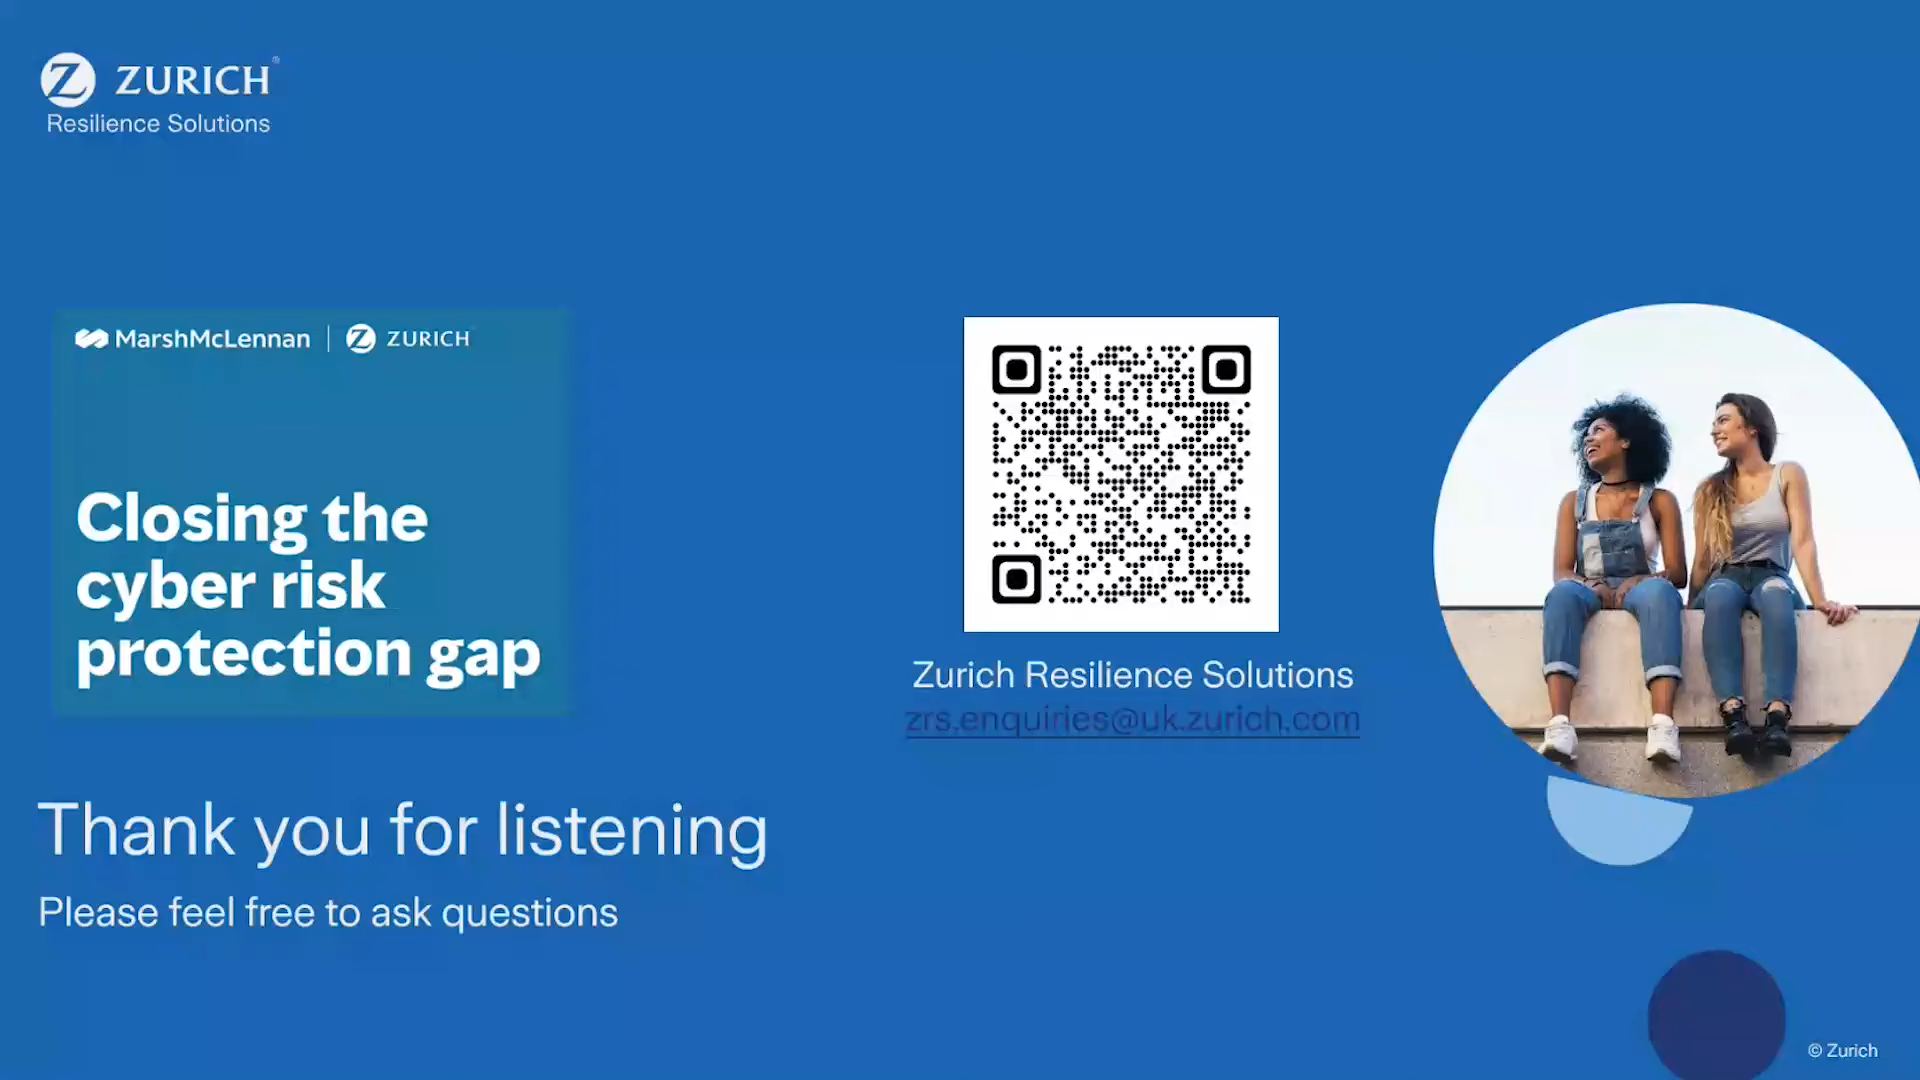 ZURICH®
Resilience Solutions
MarshMcLennan | ZURICH
Closing the
cyber risk
protection gap
Zurich Resilience Solutions
zrs.enquiries@uk.zurich.com
Thank you for listening
Please feel free to ask questions
© Zurich